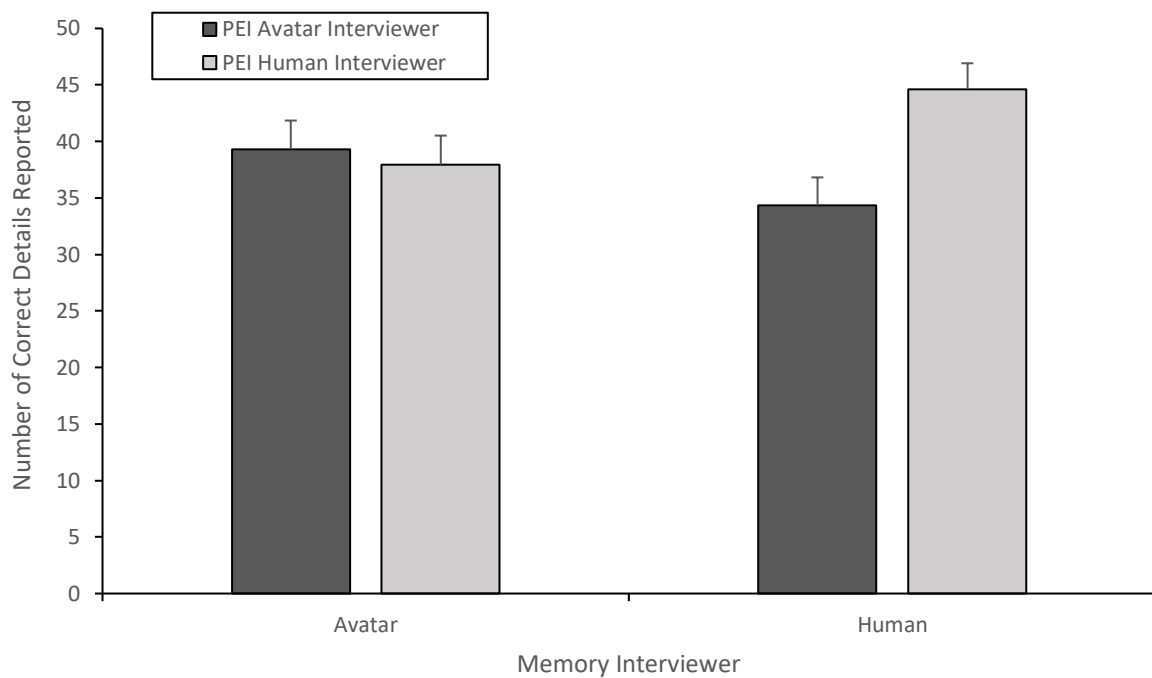 50
45
40
35
30
25
20
15
10
5
0
Number of Correct Details Reported
PEI Avatar Interviewer
PEI Human Interviewer
Avatar
Human
Memory Interviewer